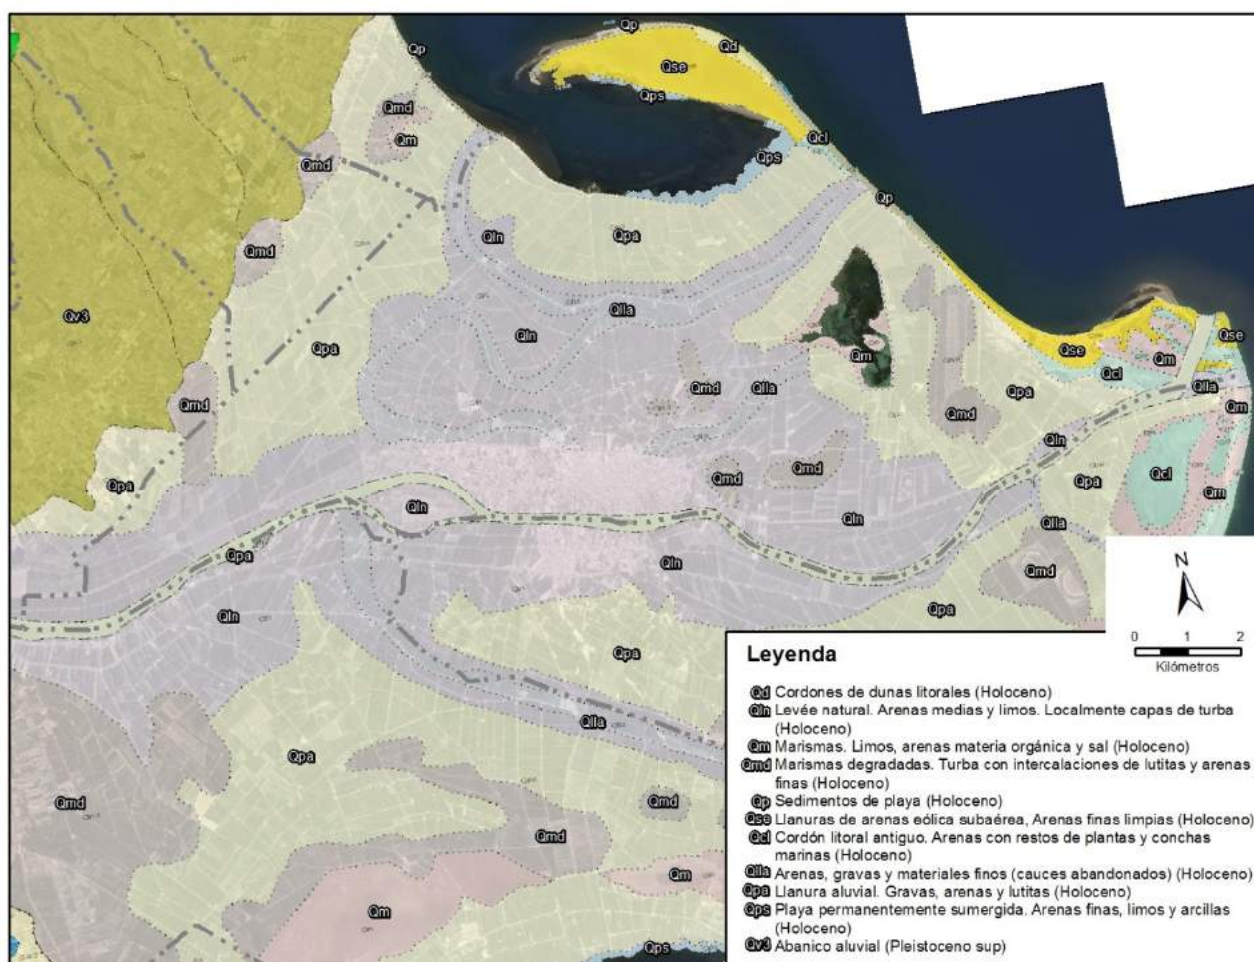 Qp
Qd
Qp
Qse
Qps
Qmd
Qm
Qcl
Qmd
Qps
Qp
Qln
Qpa
Qmd
Qv3
Qlla
Qln
Qse
Qpa
Qse
Qm
Qm
Qcl
Qmd
Qlla
Qpa
Qlla
Qmd
Qm
Qmd
Qln
Qmd
Qcl
Qpa
Qpa
Qmd
Qm
Qln
Qln
Qlla
Qpa
Qln
Qmd
Qln
Qpa
Qpa
Qlla
Qpa
Qmd
Qmd
Qmd
Qm
Qm
Qps
N
0 1 2
Kilómetros
Leyenda
Qd Cordones de dunas litorales (Holoceno)
Qln Levée natural. Arenas medias y limos. Localmente capas de turba
(Holoceno)
Qm Marismas. Limos, arenas materia orgánica y sal (Holoceno)
Qmd Marismas degradadas. Turba con intercalaciones de lutitas y arenas
finas (Holoceno)
Qp Sedimentos de playa (Holoceno)
Qse Llanuras de arenas eólica subaérea, Arenas finas limpias (Holoceno)
Qcl Cordón litoral antiguo. Arenas con restos de plantas y conchas
marinas (Holoceno)
Qlla Arenas, gravas y materiales finos (cauces abandonados) (Holoceno)
Qpa Llanura aluvial. Gravas, arenas y lutitas (Holoceno)
Qps Playa permanentemente sumergida. Arenas finas, limos y arcillas
(Holoceno)
Qv3 Abanico aluvial (Pleistoceno sup)